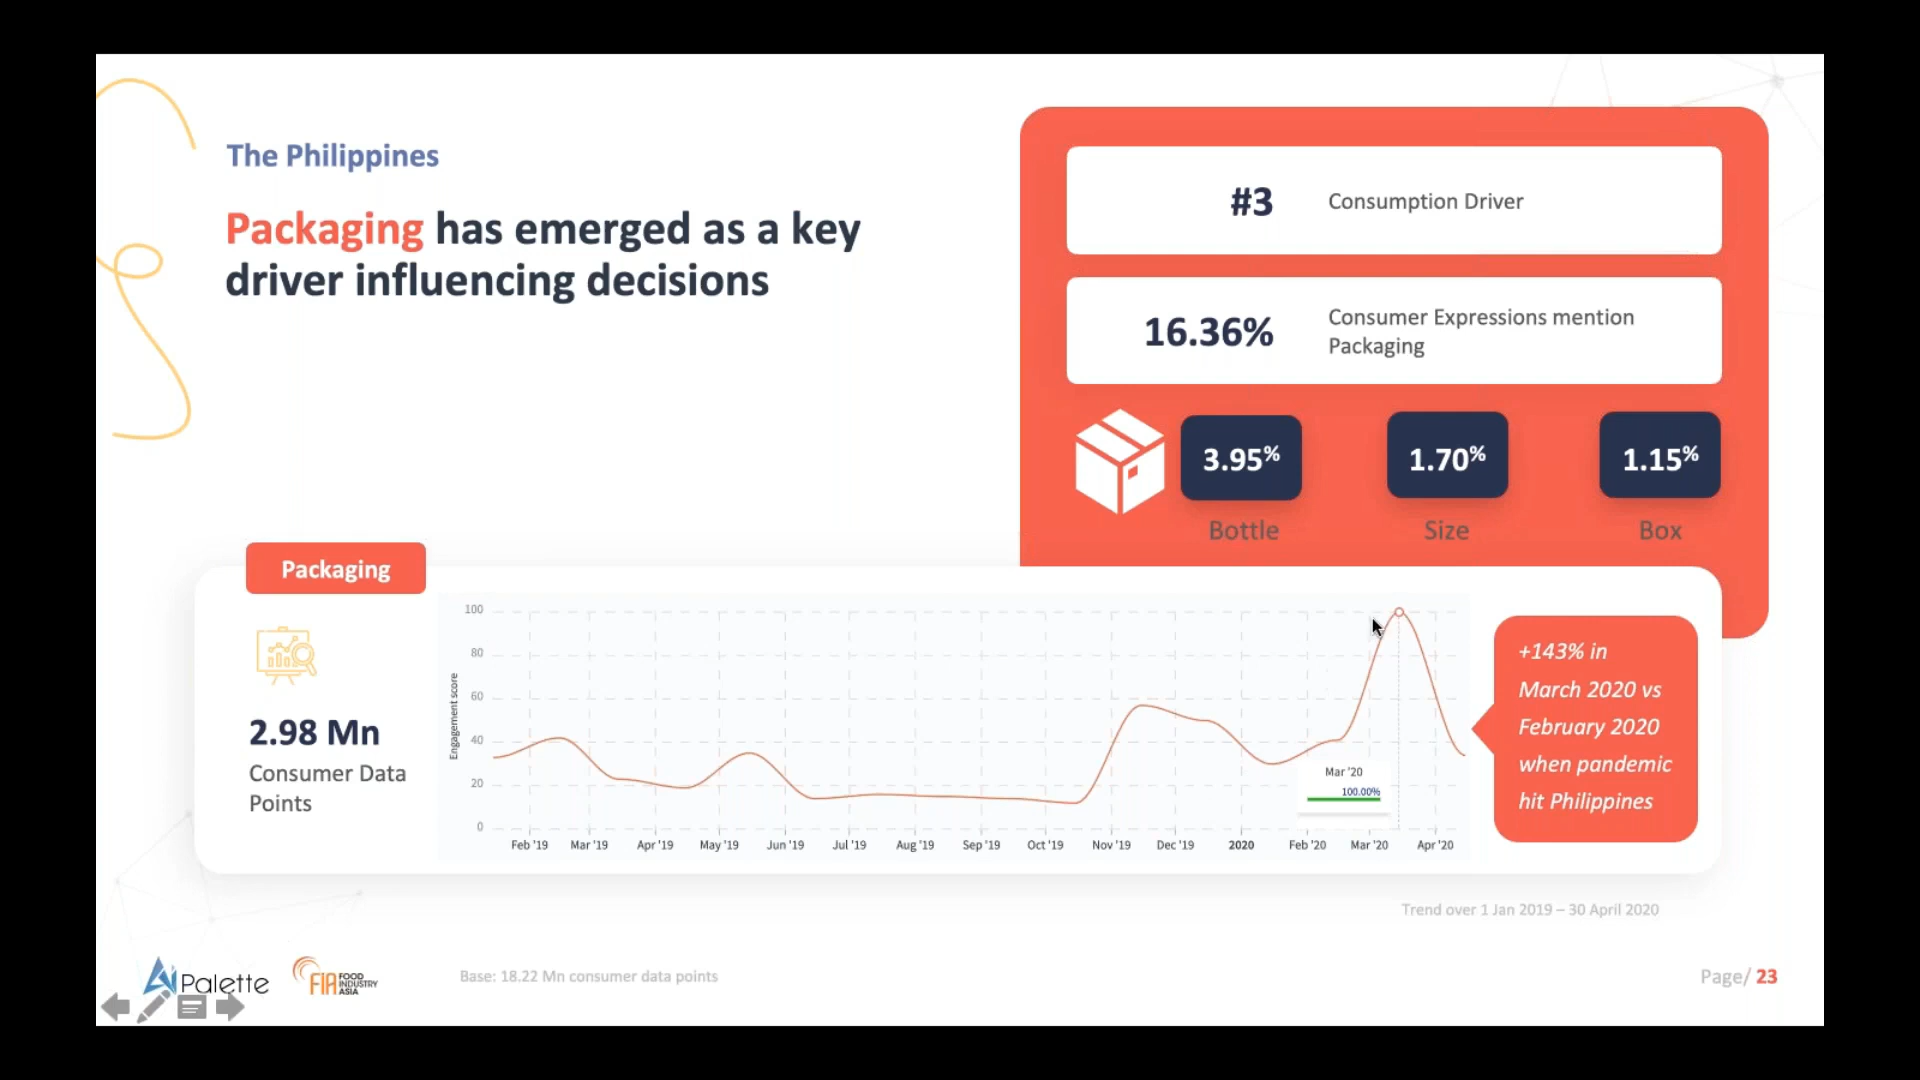 The Philippines
Packaging has emerged as a key
driver influencing decisions
#3
Consumption Driver
16.36%
Consumer Expressions mention
Packaging
3.95%
1.70%
1.15%
Bottle
Size
Box
Packaging
2.98 Mn
Consumer Data
Points
Engagement score
100
80
60
40
20
0
Mar '20
100.00%
Feb '19
Mar '19
Apr '19
May '19
Jun '19
Jul '19
Aug '19
Sep '19
Oct '19
Nov '19
Dec '19
2020
Feb '20
Mar '20
Apr '20
+143% in
March 2020 vs
February 2020
when pandemic
hit Philippines
Trend over 1 Jan 2019 – 30 April 2020
Ai Palette
FIA FOOD
INDUSTRY
ASIA
Base: 18.22 Mn consumer data points
Page/ 23